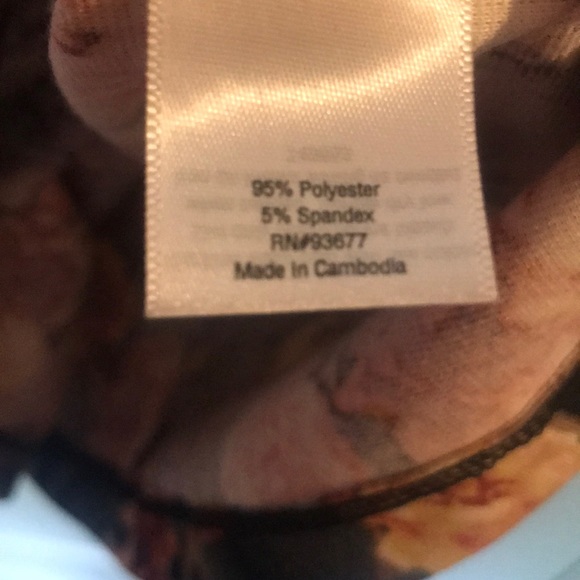 95% Polyester
5% Spandex
RN#93677
Made In Cambodia